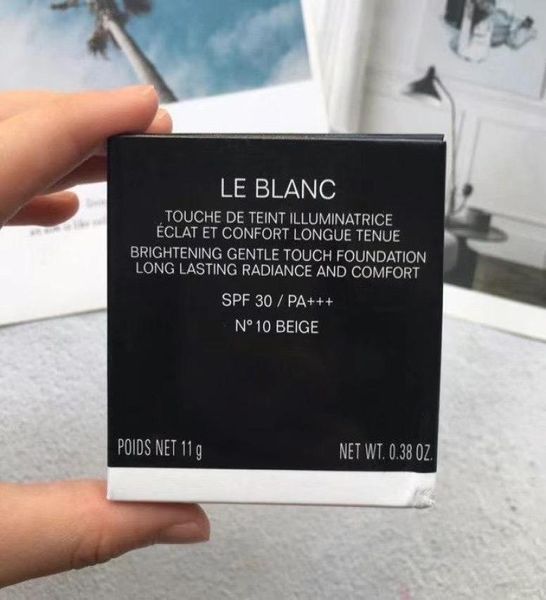 LE BLANC
TOUCHE DE TEINT ILLUMINATRICE
ÉCLAT ET CONFORT LONGUE TENUE
BRIGHTENING GENTLE TOUCH FOUNDATION
LONG LASTING RADIANCE AND COMFORT
SPF 30 / PA+++
N° 10 BEIGE
POIDS NET 11 g
NET WT. 0.38 OZ.